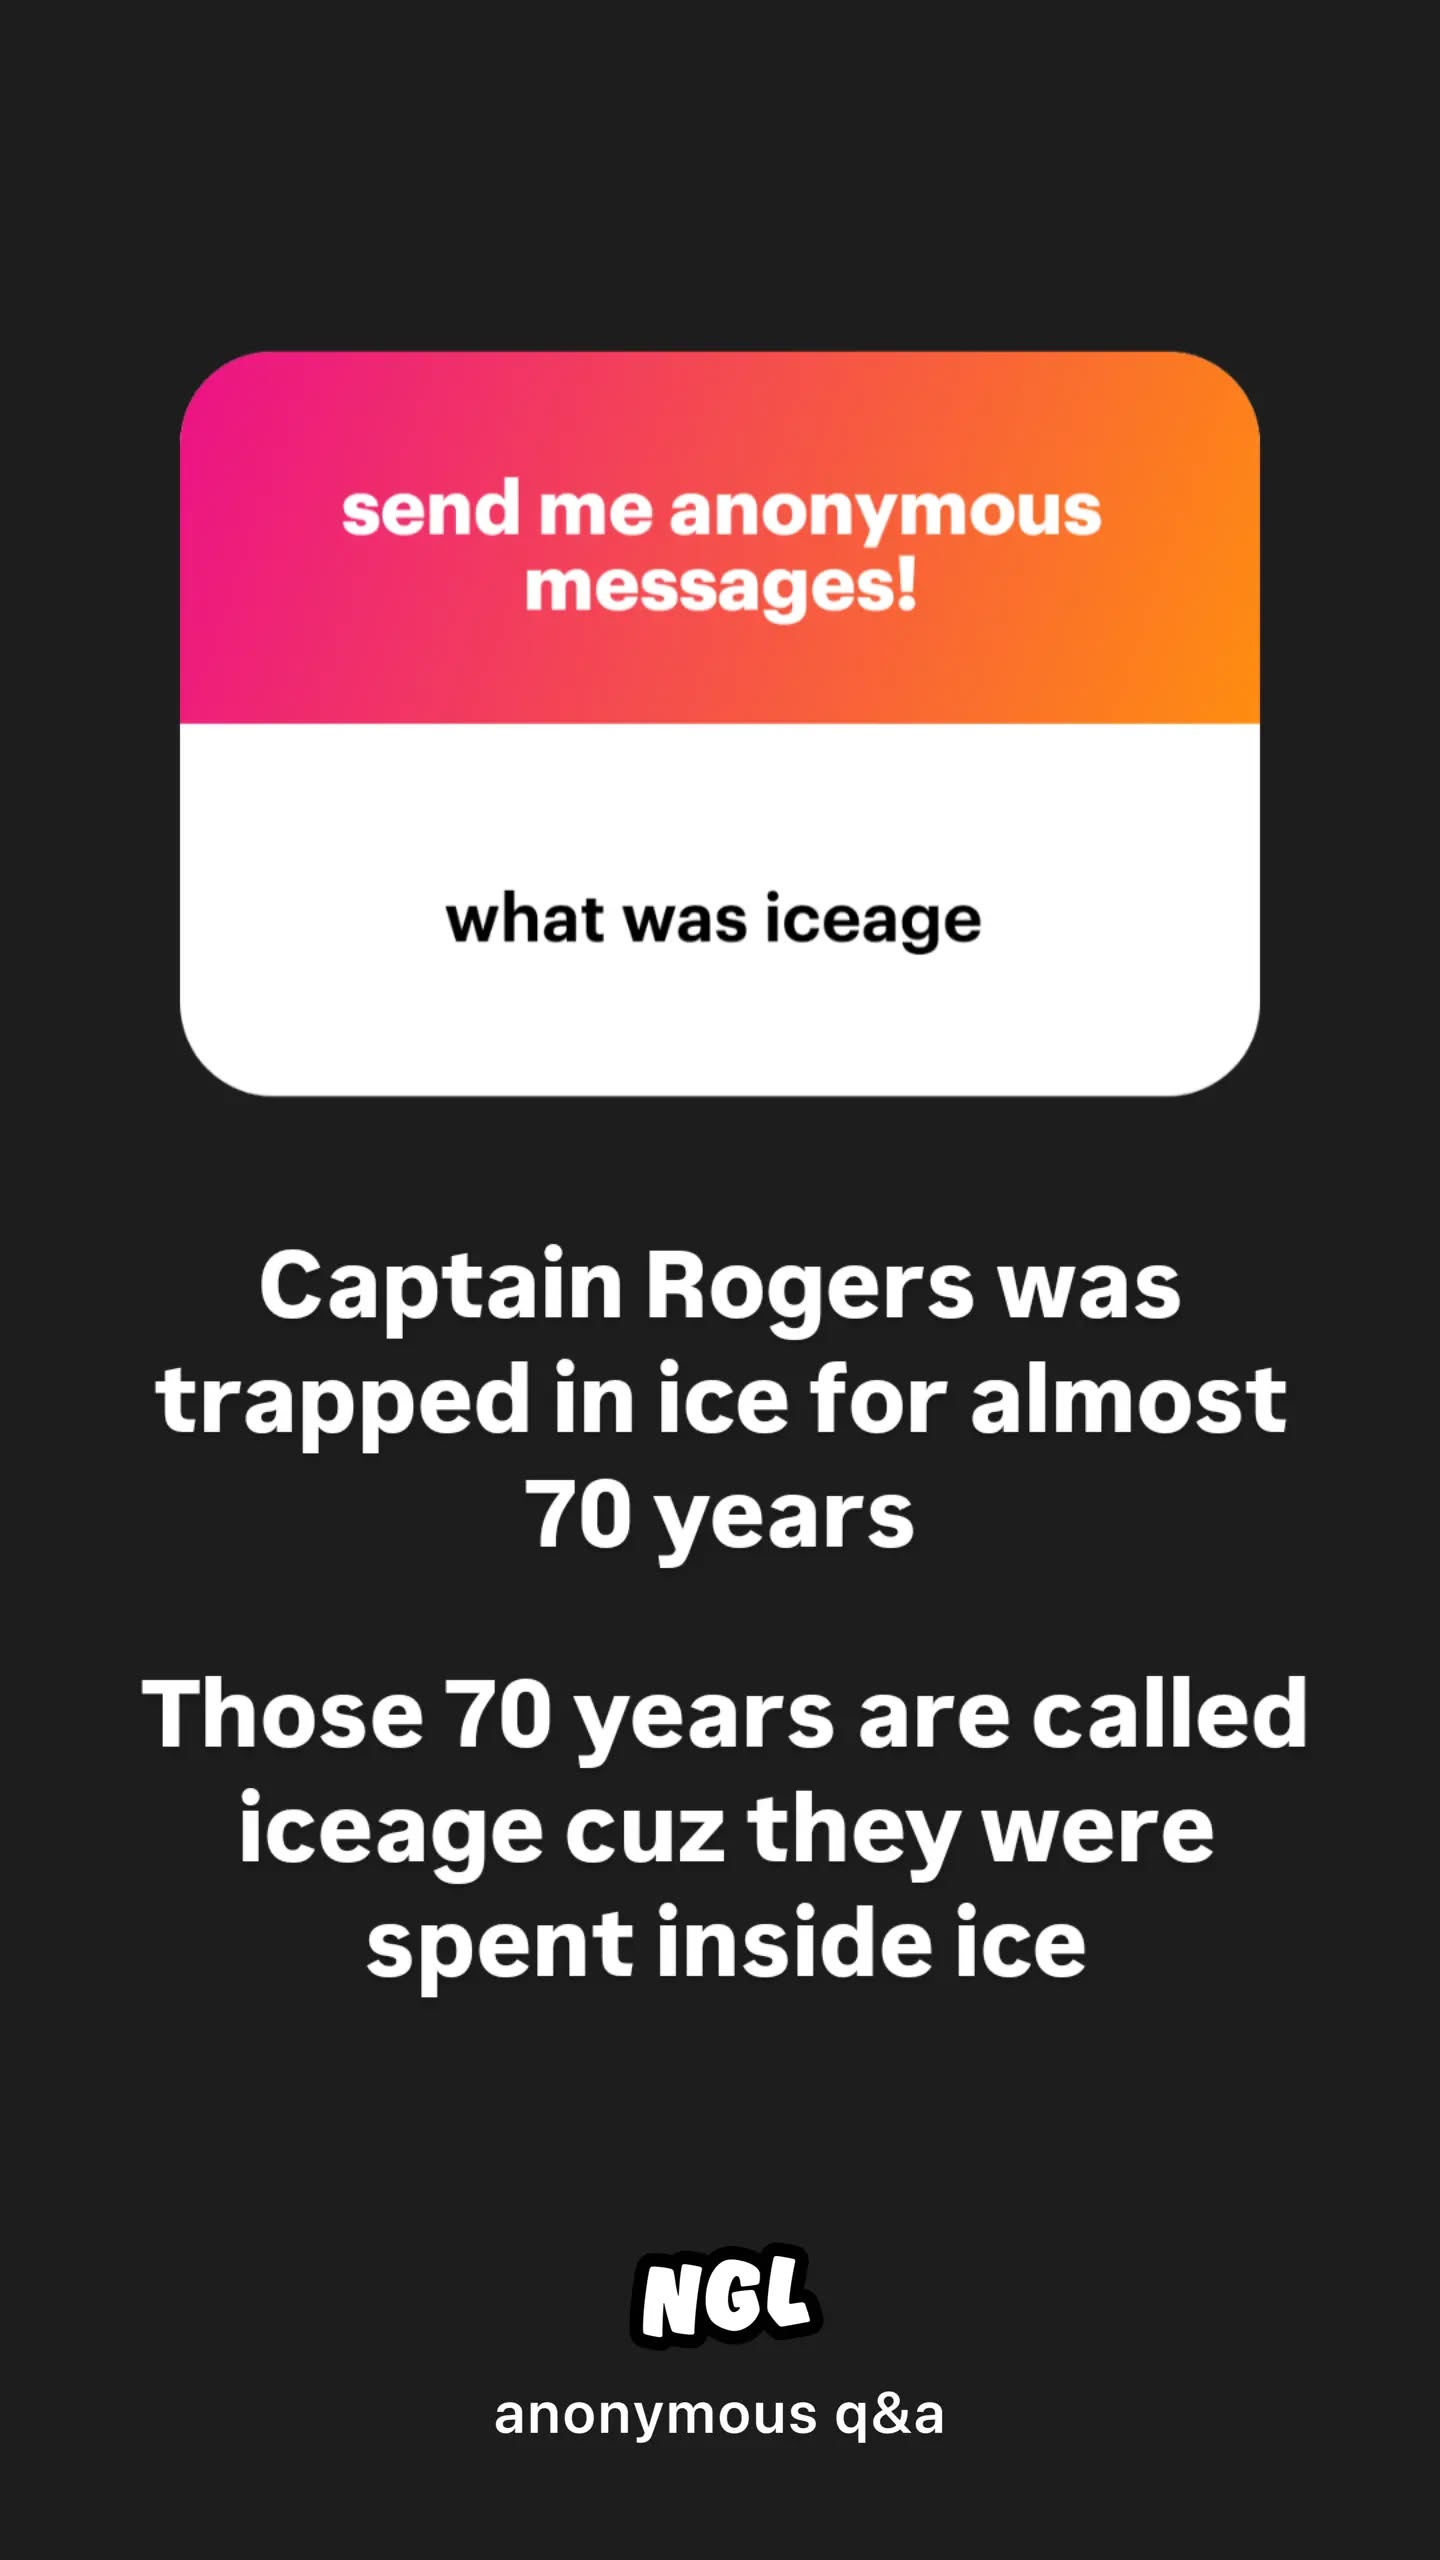 send me anonymous
messages!
what was iceage
Captain Rogers was
trapped in ice for almost
70 years
Those 70 years are called
iceage cuz they were
spent inside ice
NGL
anonymous q&a